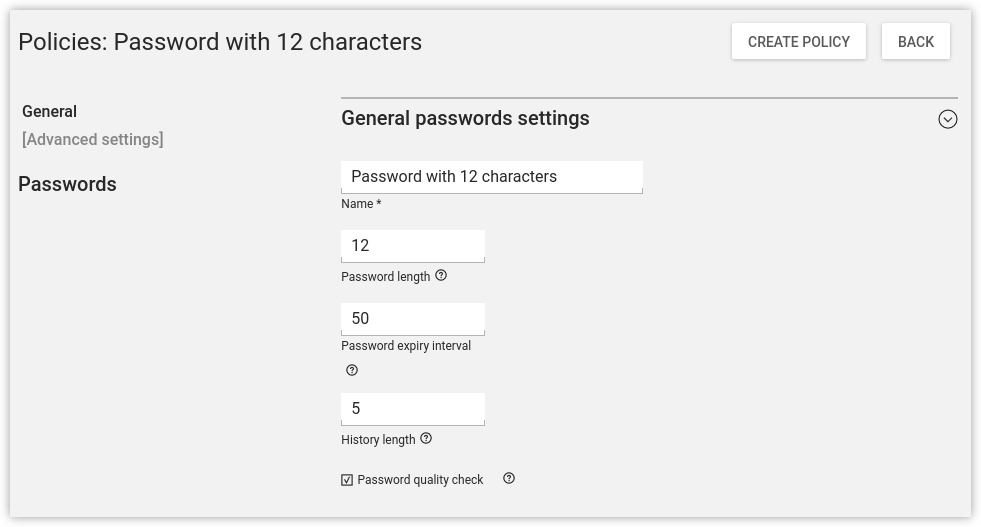 Policies: Password with 12 characters
CREATE POLICY
BACK
General
[Advanced settings]
Passwords
General passwords settings
Password with 12 characters
Name *
12
Password length
50
Password expiry interval
5
History length
Password quality check